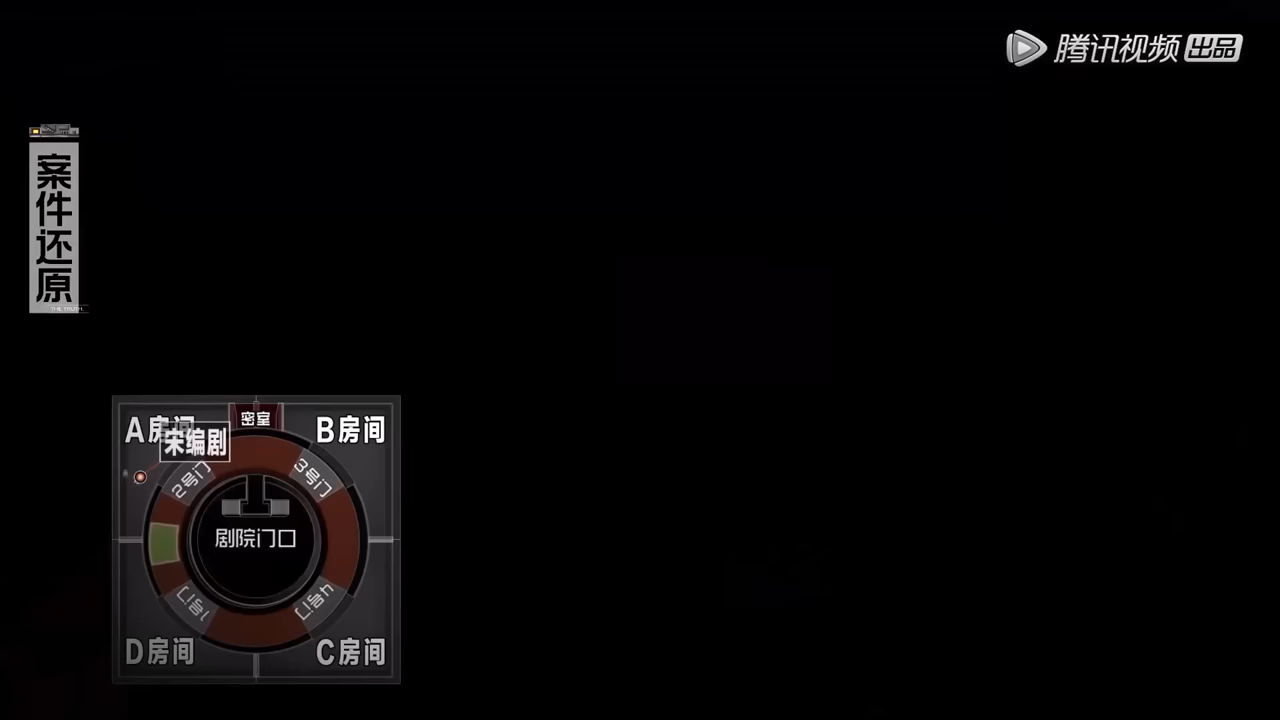 腾讯视频 出品
案件还原
THE TRUTH
A房间
密室
B房间
宋编剧
2号门
3号门
剧院门口
1号门
4号门
D房间
C房间